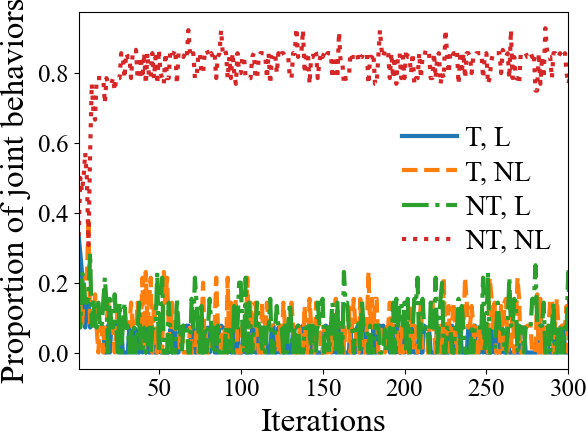 Proportion of joint behaviors
0.8
0.6
0.4
0.2
0.0
T, L
T, NL
NT, L
NT, NL
50 100 150 200 250 300
Iterations